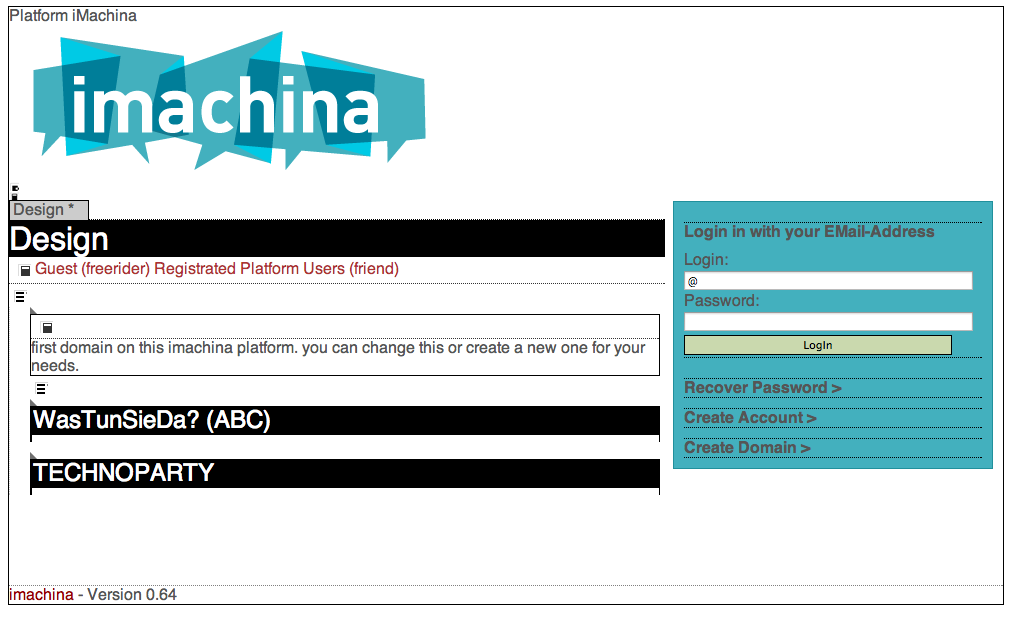 Platform iMachina
imachina
Design *
Design
Guest (freerider) Registrated Platform Users (friend)
first domain on this imachina platform. you can change this or create a new one for your
needs.
WasTunSieDa? (ABC)
TECHNOPARTY
Login in with your EMail-Address
Login:
@
Password:
LogIn
Recover Password >
Create Account >
Create Domain >
imachina - Version 0.64